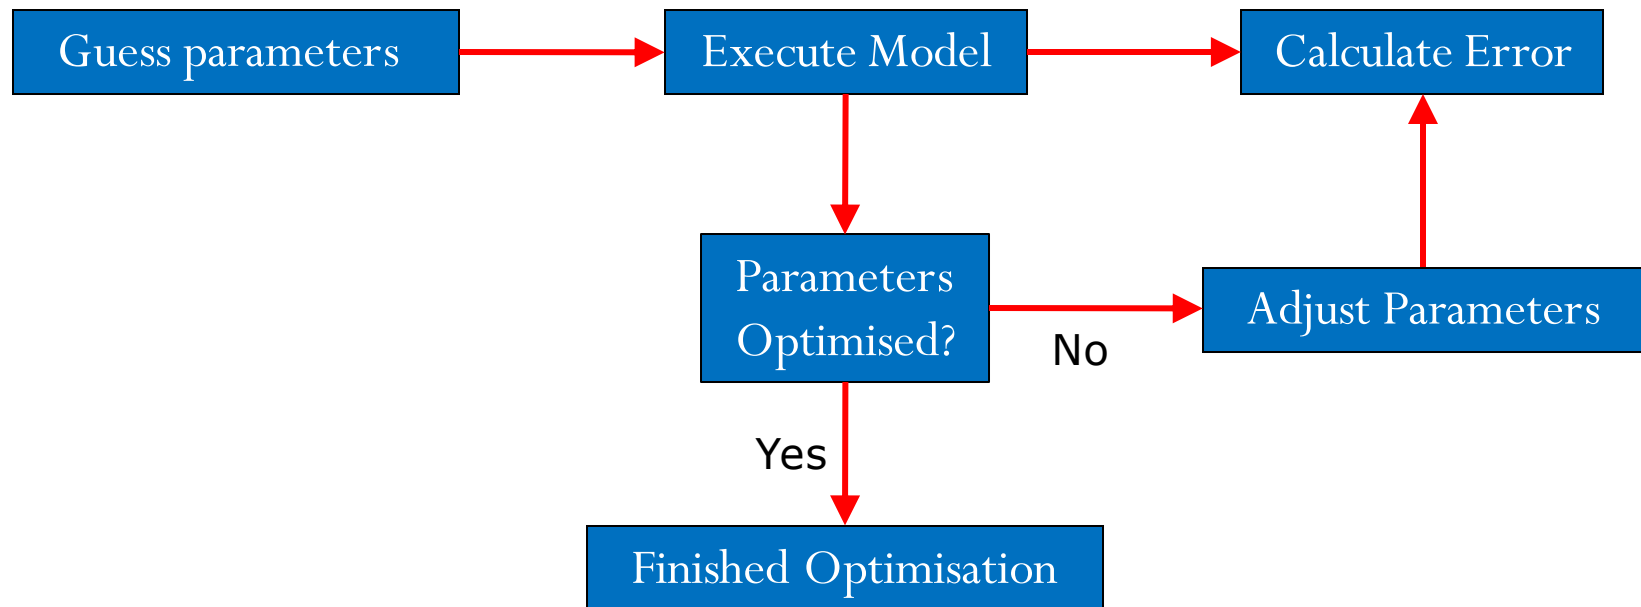 Guess parameters
Execute Model
Calculate Error
Parameters
Optimised?
No
Adjust Parameters
Yes
Finished Optimisation